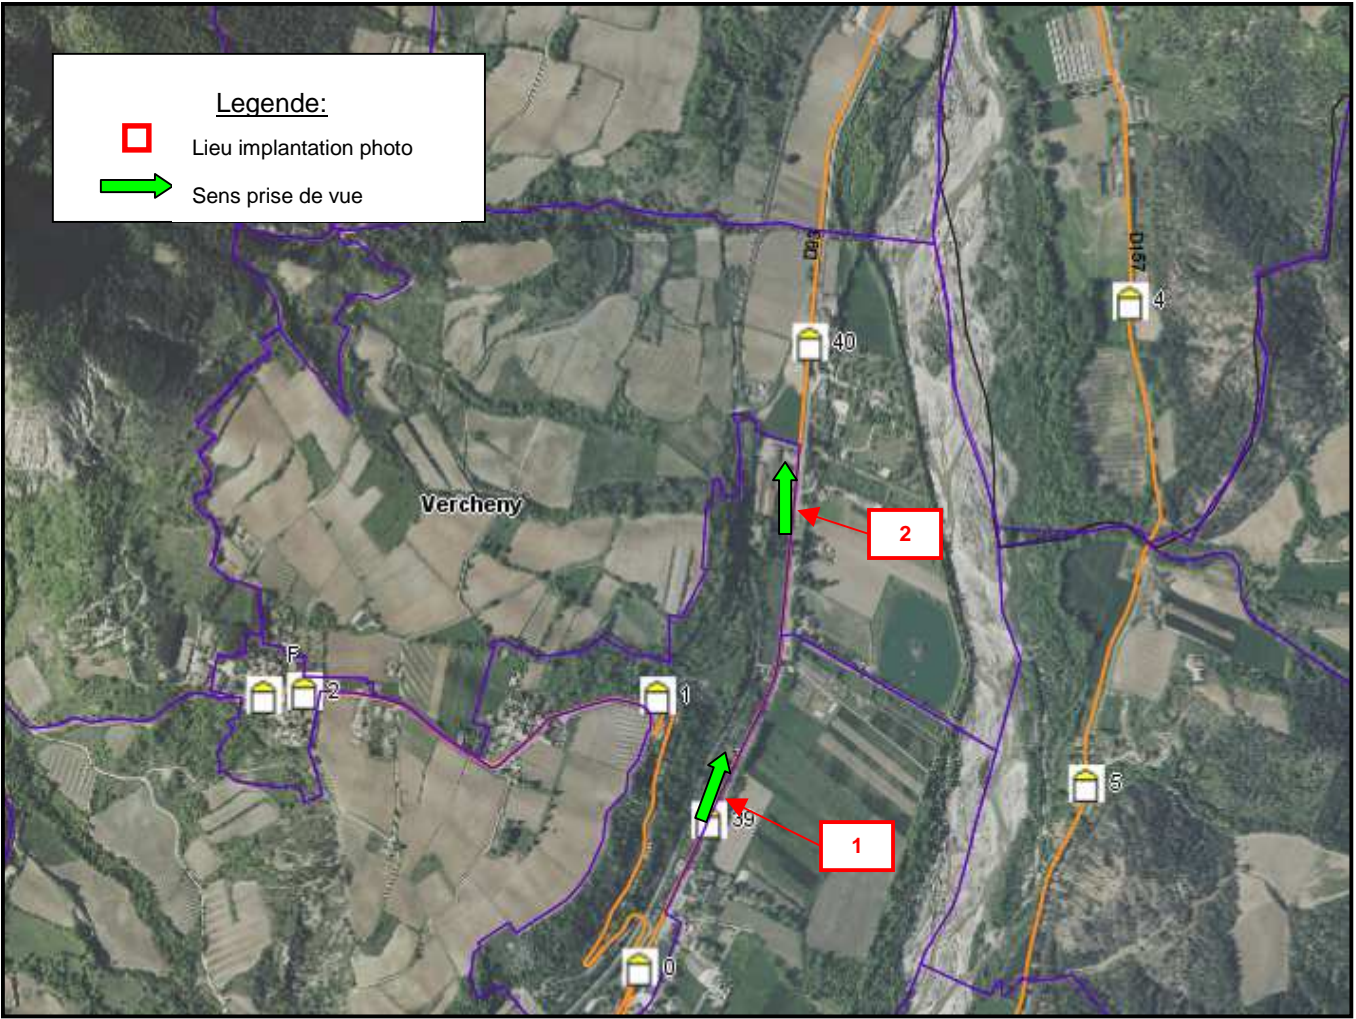 Legende:
Lieu implantation photo
Sens prise de vue
D93
D157
4
40
Vercheny
2
F
2
1
5
39
1
0